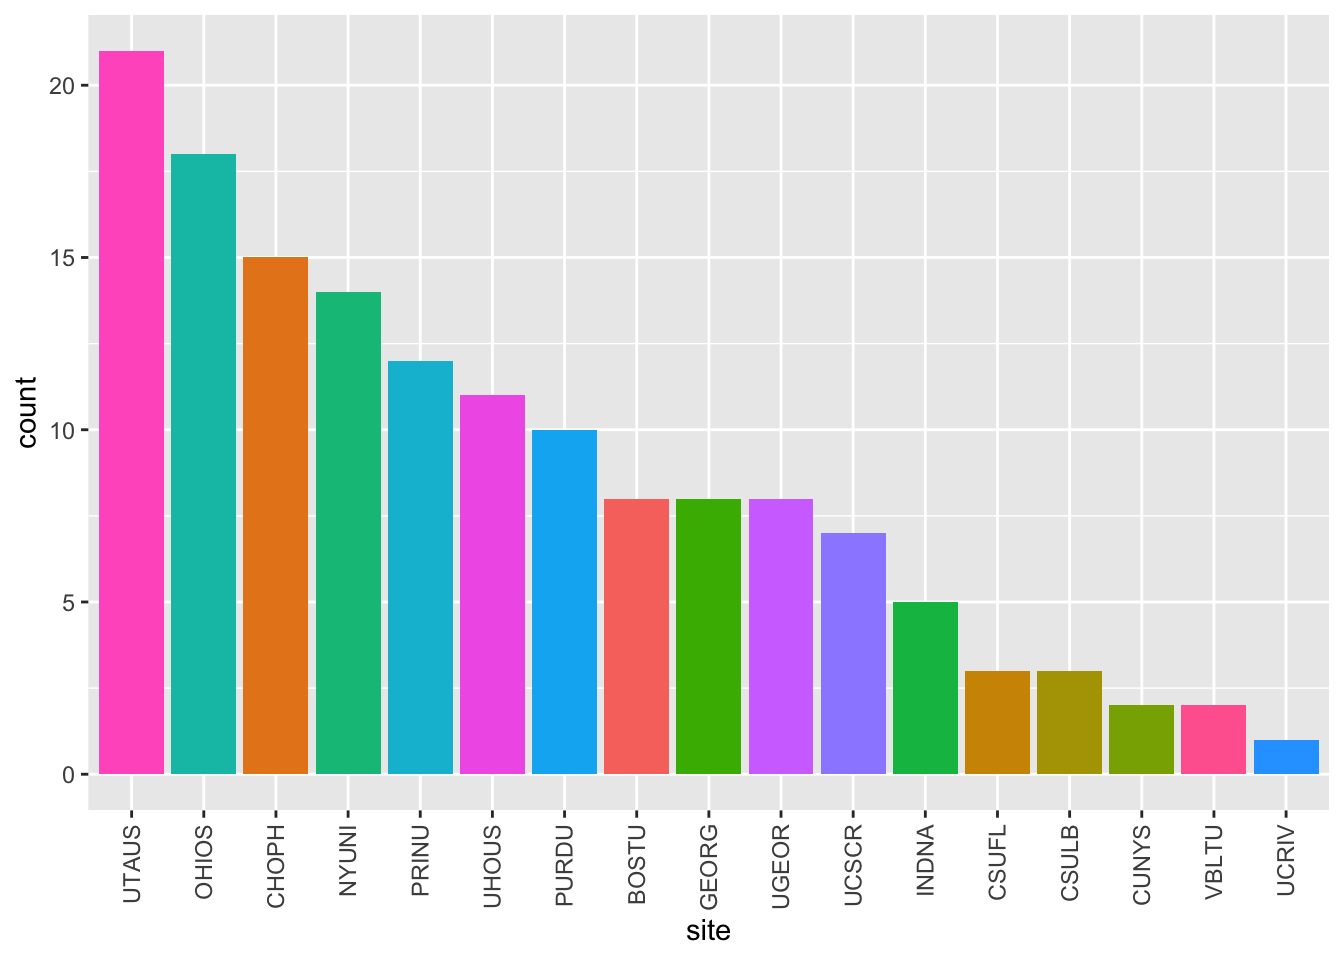 20
15
10
5
0
count
UTAUS
OHIOS
CHOPH
NYUNI
PRINU
UHOUS
PURDU
BOSTU
GEORG
UGEOR
UCSCR
INDNA
CSUFL
CSULB
CUNYS
VBLTU
UCRIV
site